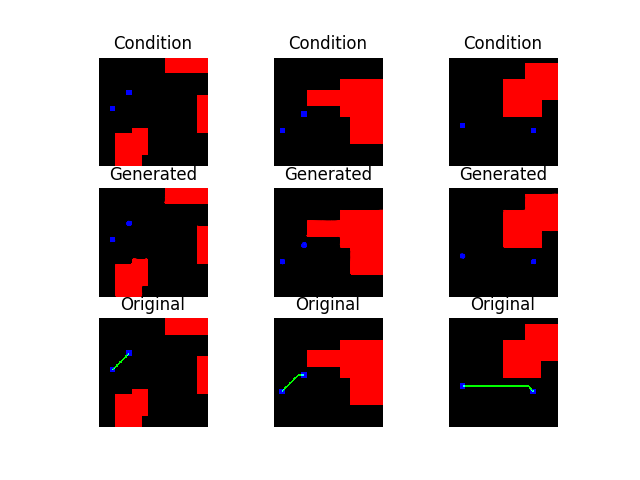 Condition Condition Condition
Generated Generated Generated
Original Original Original